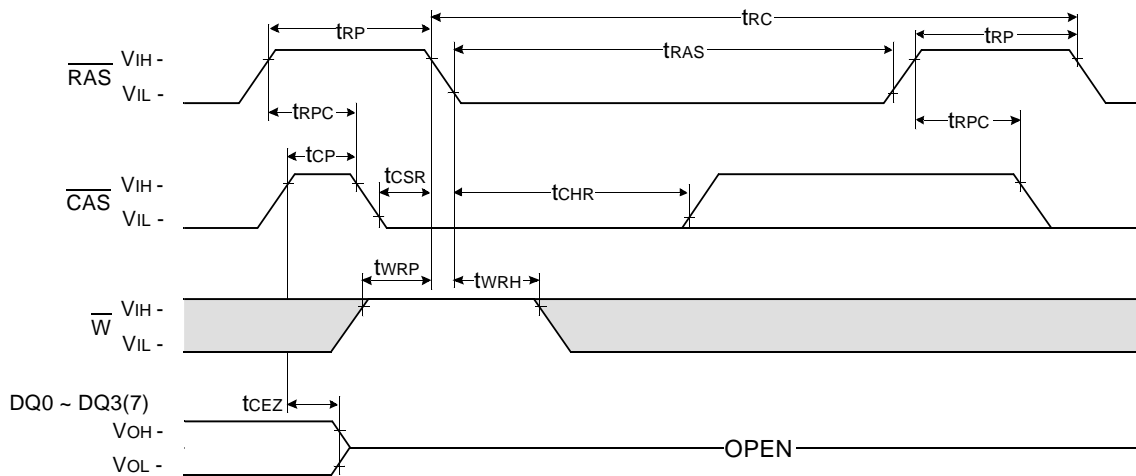 tRP
tRC
tRAS
tRP
RAS
VIH -
VIL -
tRPC
tRPC
tCP
tCSR
tCHR
CAS
VIH -
VIL -
tWRP
tWRH
W
VIH -
VIL -
DQ0 ~ DQ3(7)
tCEZ
VOH -
VOL -
OPEN